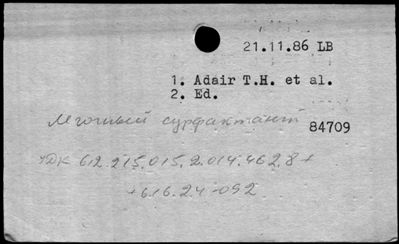 21.11.86 LB
1. Adair T.H. et al.
2. Ed.
Легочный сурфактант
84709
УДК 612.215.015.2.014.462.8+
+616.24-092